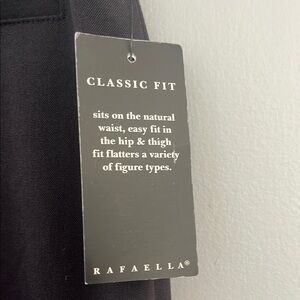 CLASSIC FIT
sits on the natural
waist, easy fit in
the hip & thigh
fit flatters a variety
of figure types.
RAFAELLA®